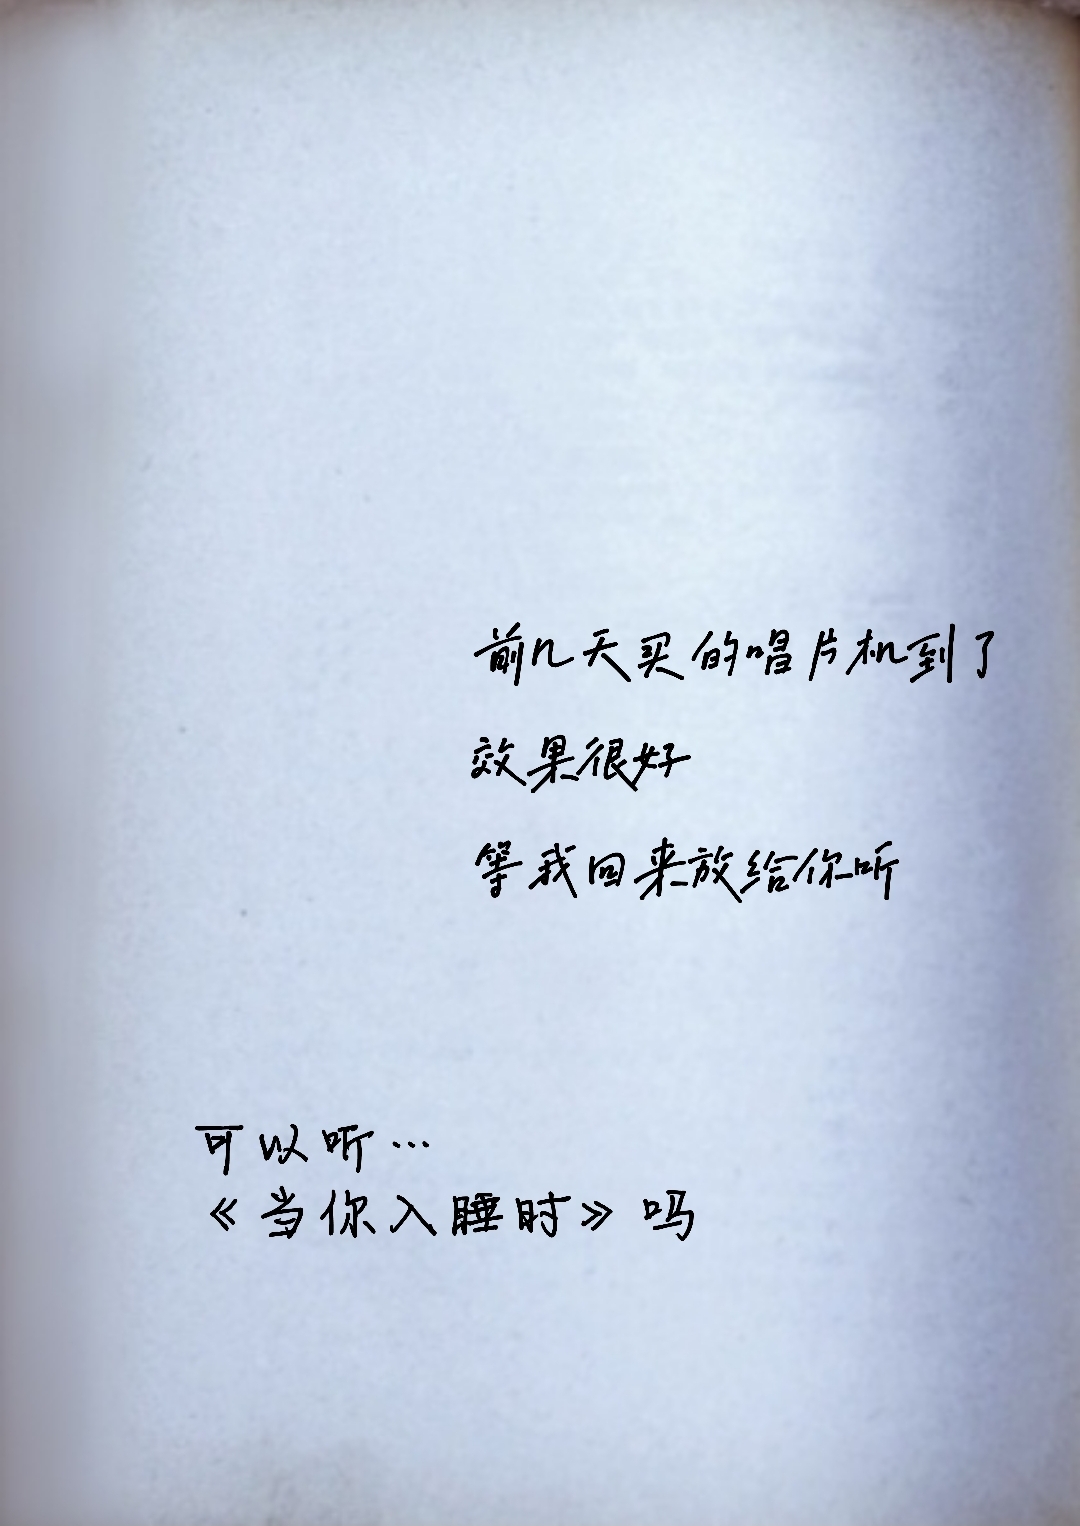 前几天买的唱片机到了
效果很好
等我回来放给你听
可以听…
《当你入睡时》吗